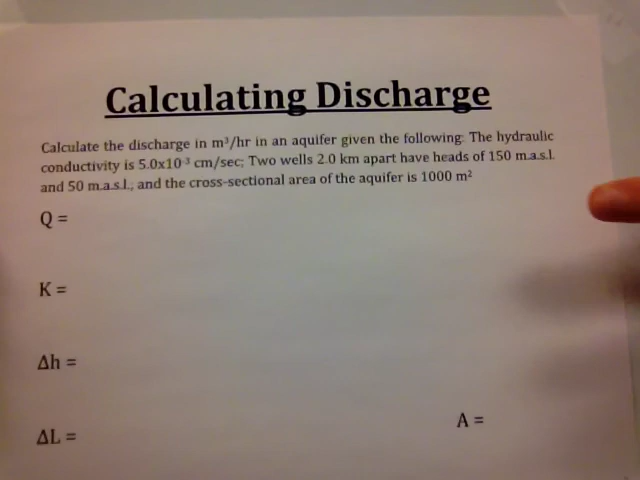 Calculating Discharge
Calculate the discharge in m³/hr in an aquifer given the following: The hydraulic
conductivity is 5.0x10⁻³ cm/sec; Two wells 2.0 km apart have heads of 150 m.a.s.l.
and 50 m.a.s.l.; and the cross-sectional area of the aquifer is 1000 m²
Q =
K =
Δh =
A =
ΔL =